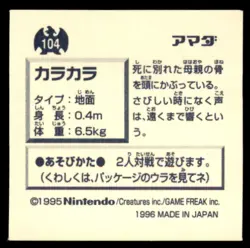 104
アマダ
カラカラ
タイプ:地面
身長:0.4m
体重:6.5kg
死に別れた母親の骨
を頭にかぶっている。
さびしい時になく声
は、遠くまで響くとい
う。
●あそびかた● 2人対戦で遊びます。
(くわしくは、パッケージのウラを見てネ)
©1995 Nintendo/Creatures inc./GAME FREAK inc.
1996 MADE IN JAPAN